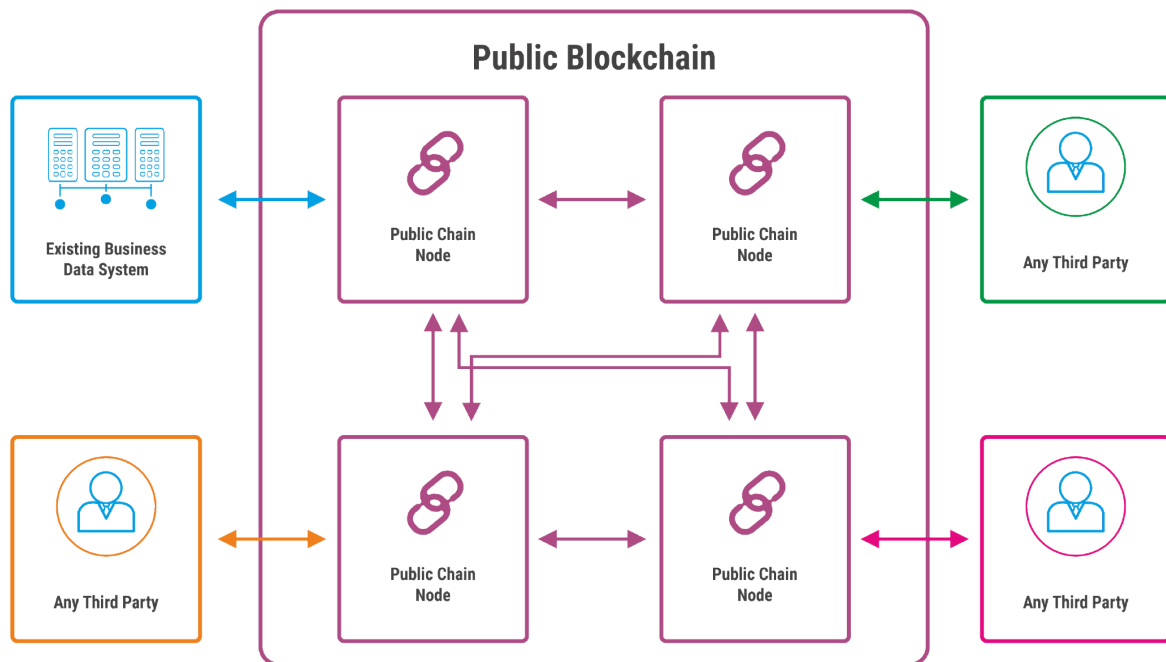 Public Blockchain
Existing Business
Data System
Public Chain
Node
Public Chain
Node
Any Third Party
Any Third Party
Public Chain
Node
Public Chain
Node
Any Third Party